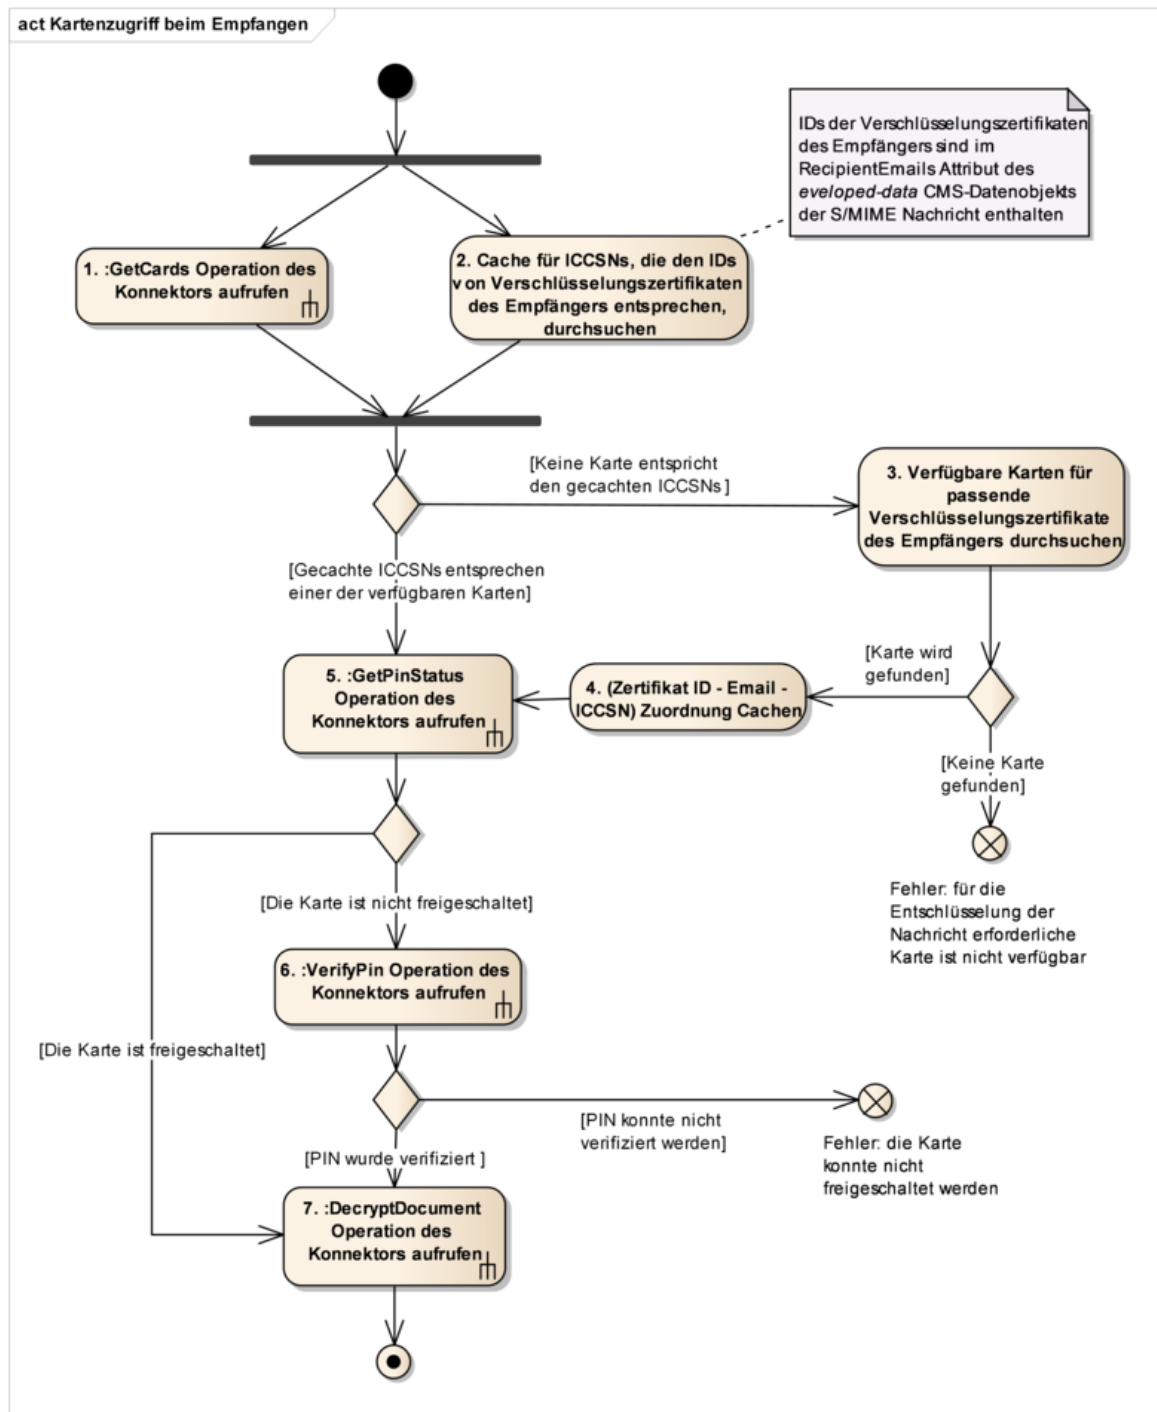 act Kartenzugriff beim Empfangen
IDs der Verschlüsselungszertifikaten
des Empfängers sind im
RecipientEmails Attribut des
eveloped-data CMS-Datenobjekts
der S/MIME Nachricht enthalten
1. :GetCards Operation des
Konnektors aufrufen
2. Cache für ICCSNs, die den IDs
von Verschlüsselungszertifikaten
des Empfängers entsprechen,
durchsuchen
[Keine Karte entspricht
den gecachten ICCSNs]
3. Verfügbare Karten für
passende
Verschlüsselungszertifikate
des Empfängers durchsuchen
[Gecachte ICCSNs entsprechen
einer der verfügbaren Karten]
[Karte wird
gefunden]
5. :GetPinStatus
Operation des
Konnektors aufrufen
4. (Zertifikat ID - Email -
ICCSN) Zuordnung Cachen
[Keine Karte
gefunden]
Fehler: für die
Entschlüsselung der
Nachricht erforderliche
Karte ist nicht verfügbar
[Die Karte ist nicht freigeschaltet]
6. :VerifyPin Operation des
Konnektors aufrufen
[Die Karte ist freigeschaltet]
[PIN konnte nicht
verifiziert werden]
Fehler: die Karte
konnte nicht
freigeschaltet werden
[PIN wurde verifiziert ]
7. :DecryptDocument
Operation des
Konnektors aufrufen